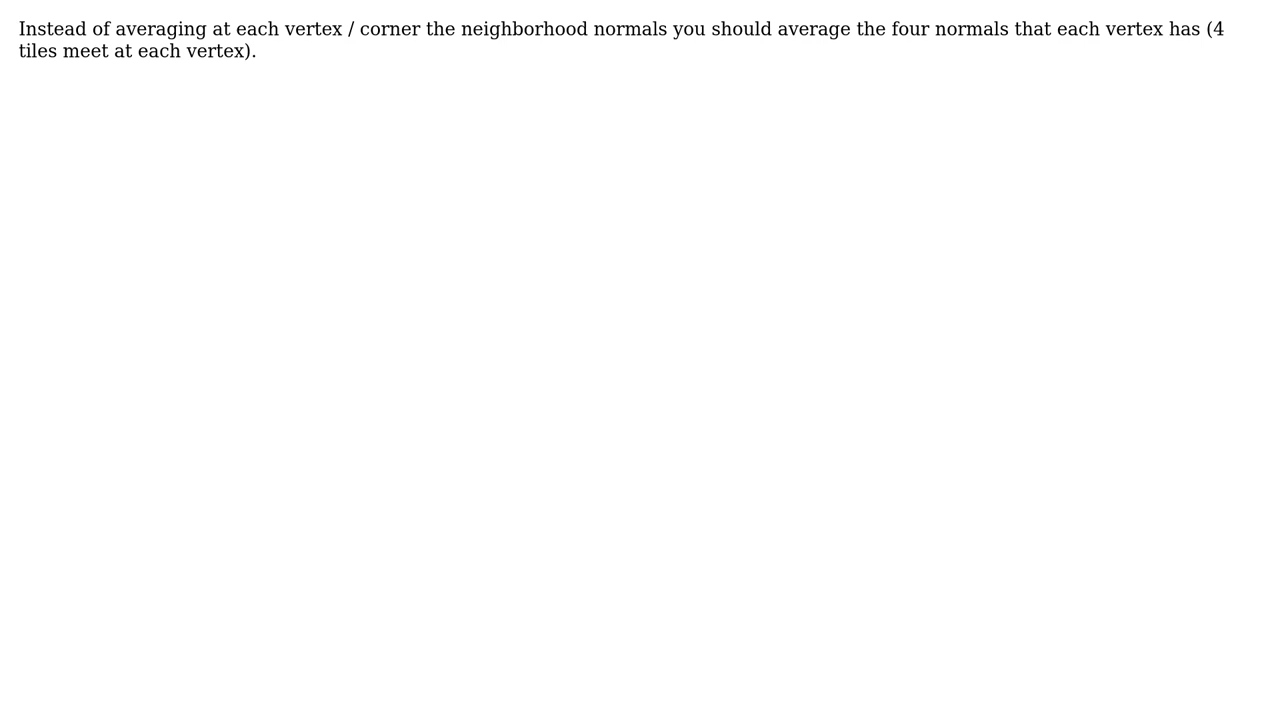 Instead of averaging at each vertex / corner the neighborhood normals you should average the four normals that each vertex has (4
tiles meet at each vertex).